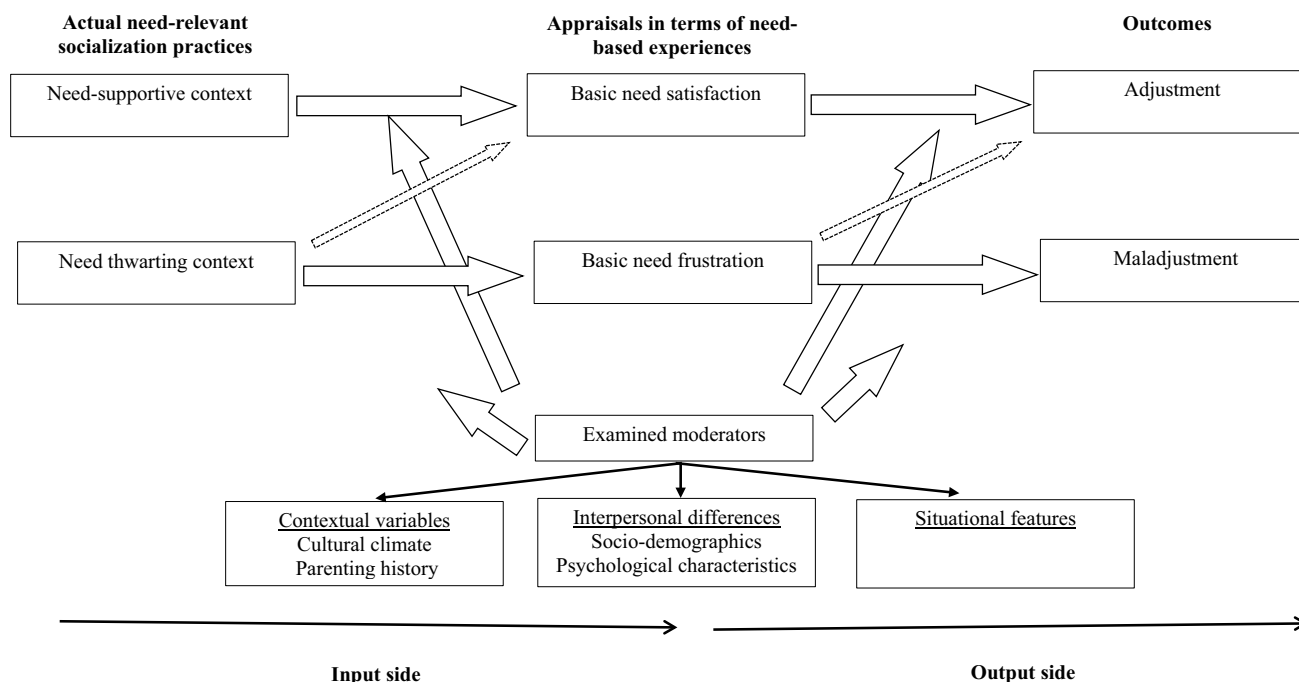 Actual need-relevant
socialization practices
Appraisals in terms of need-
based experiences
Outcomes
Need-supportive context
Basic need satisfaction
Adjustment
Need thwarting context
Basic need frustration
Maladjustment
Examined moderators
Contextual variables
Cultural climate
Parenting history
Interpersonal differences
Socio-demographics
Psychological characteristics
Situational features
Input side
Output side